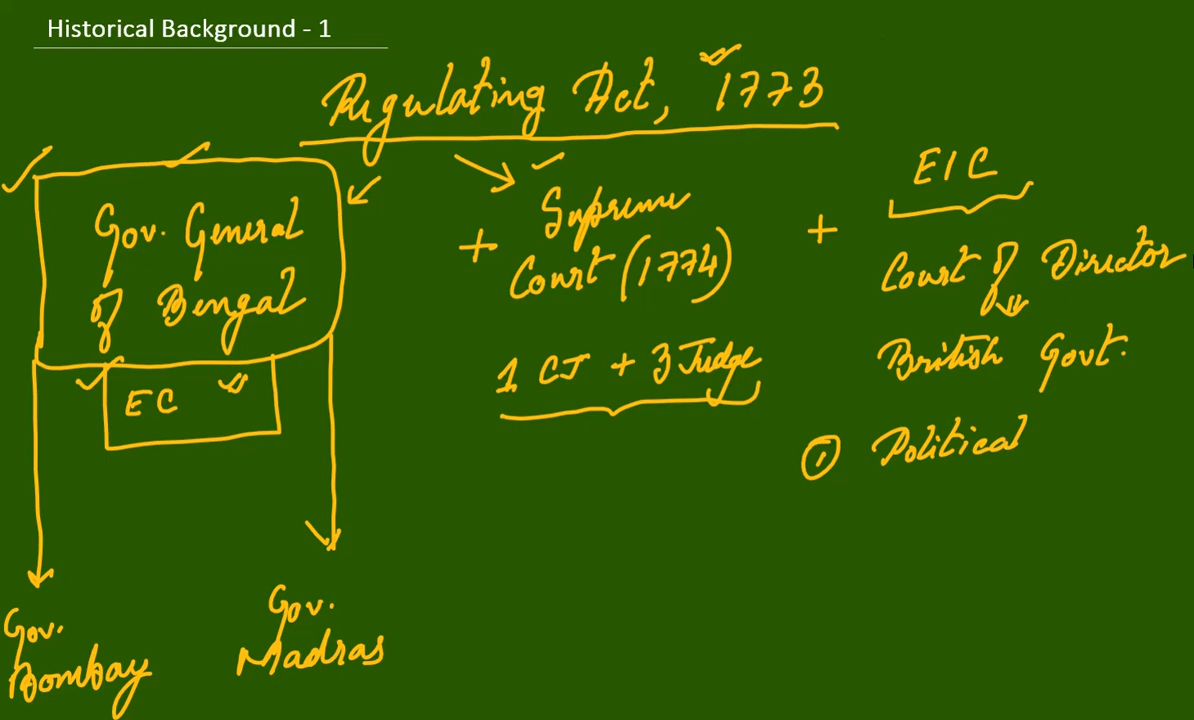 Historical Background - 1
Regulating Act, 1773
Gov. General
of Bengal
EC
Gov.
Bombay
Gov.
Madras
+ Supreme
Court (1774)
1 CJ + 3 Judge
+ EIC
Court of Director
British Govt.
① Political